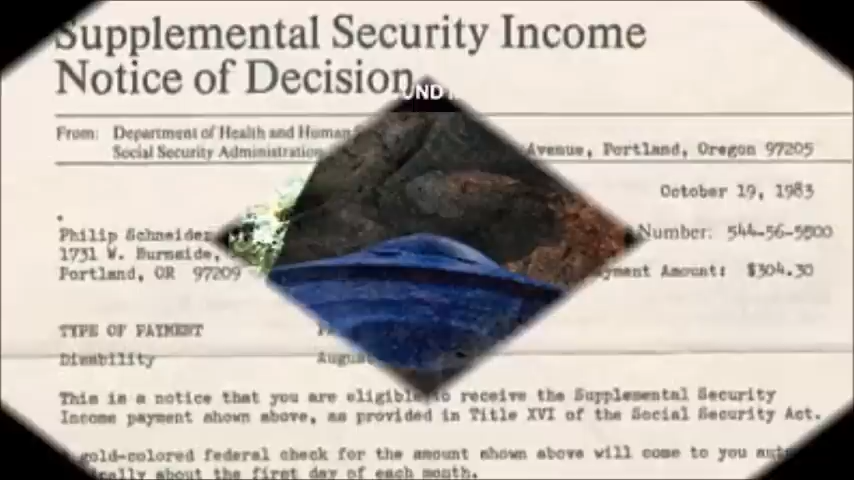 Supplemental Security Income
Notice of Decision
UND
From: Department of Health and Human
Social Security Administration Avenue, Portland, Oregon 97205
October 19, 1983
Philip Schneider Number:
1731 W. Burnside,
Portland, OR 97209 Amount: $304.30
TYPE OF PAYMENT
Disability
This is a notice that you are eligible to receive the Supplemental Security
Income payment shown above, as provided in Title XVI of the Social Security Act.
gold-colored federal check for the amount shown above will come to you
about the first day of each month.